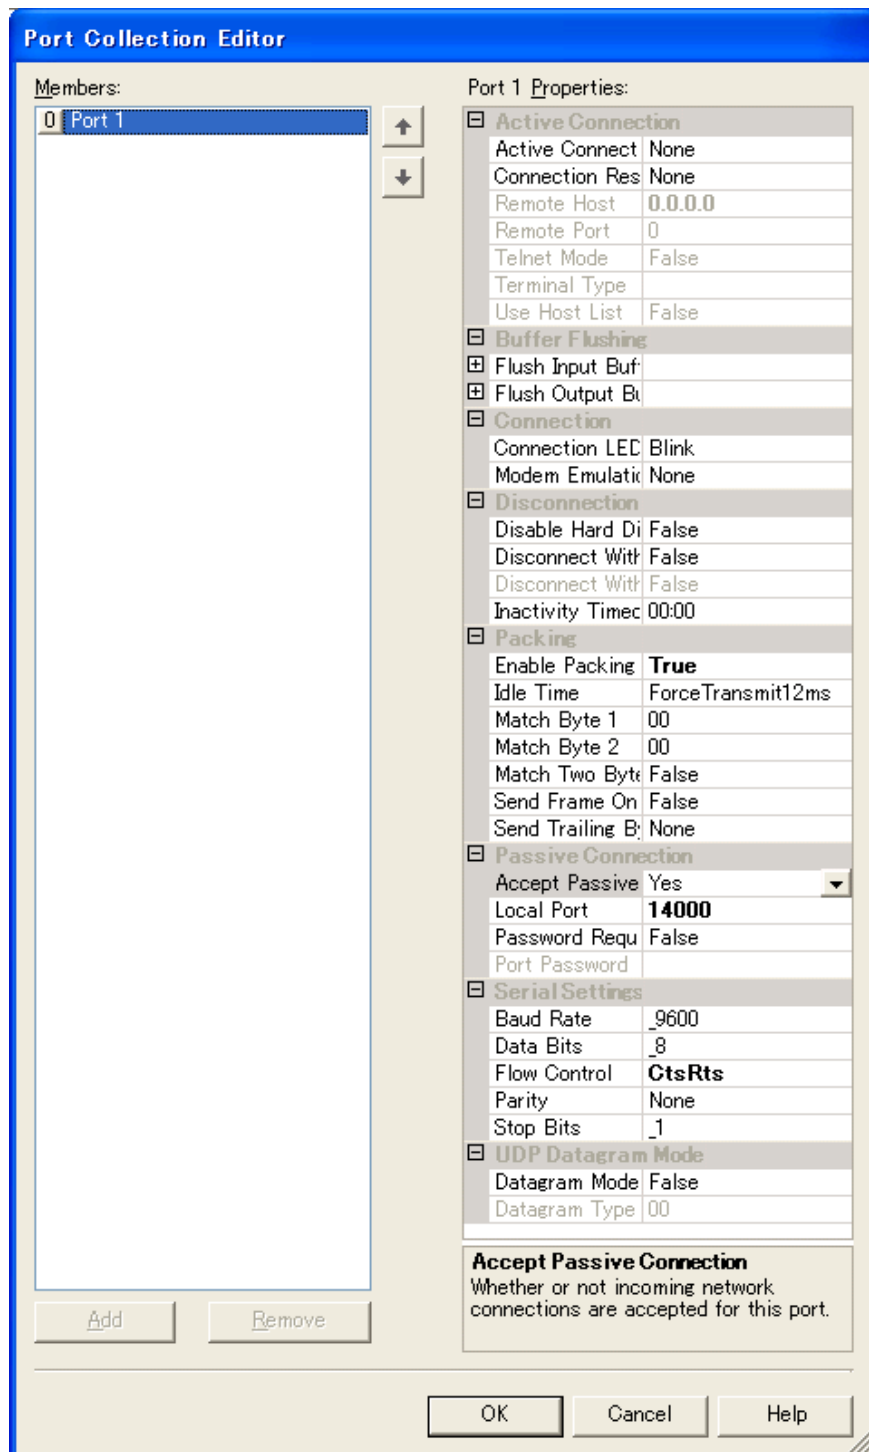 Port Collection Editor
Members:
0 Port 1
Port 1 Properties:
Active Connection
Active Connect None
Connection Res None
Remote Host 0.0.0.0
Remote Port 0
Telnet Mode False
Terminal Type
Use Host List False
Buffer Flushing
Flush Input Buf
Flush Output Bu
Connection
Connection LED Blink
Modem Emulatic None
Disconnection
Disable Hard Di False
Disconnect With False
Disconnect With False
Inactivity Timec 00:00
Packing
Enable Packing True
Idle Time ForceTransmit12ms
Match Byte 1 00
Match Byte 2 00
Match Two Byte False
Send Frame On False
Send Trailing By None
Passive Connection
Accept Passive Yes
Local Port 14000
Password Requ False
Port Password
Serial Settings
Baud Rate _9600
Data Bits _8
Flow Control CtsRts
Parity None
Stop Bits _1
UDP Datagram Mode
Datagram Mode False
Datagram Type 00
Accept Passive Connection
Whether or not incoming network
connections are accepted for this port.
Add Remove
OK Cancel Help